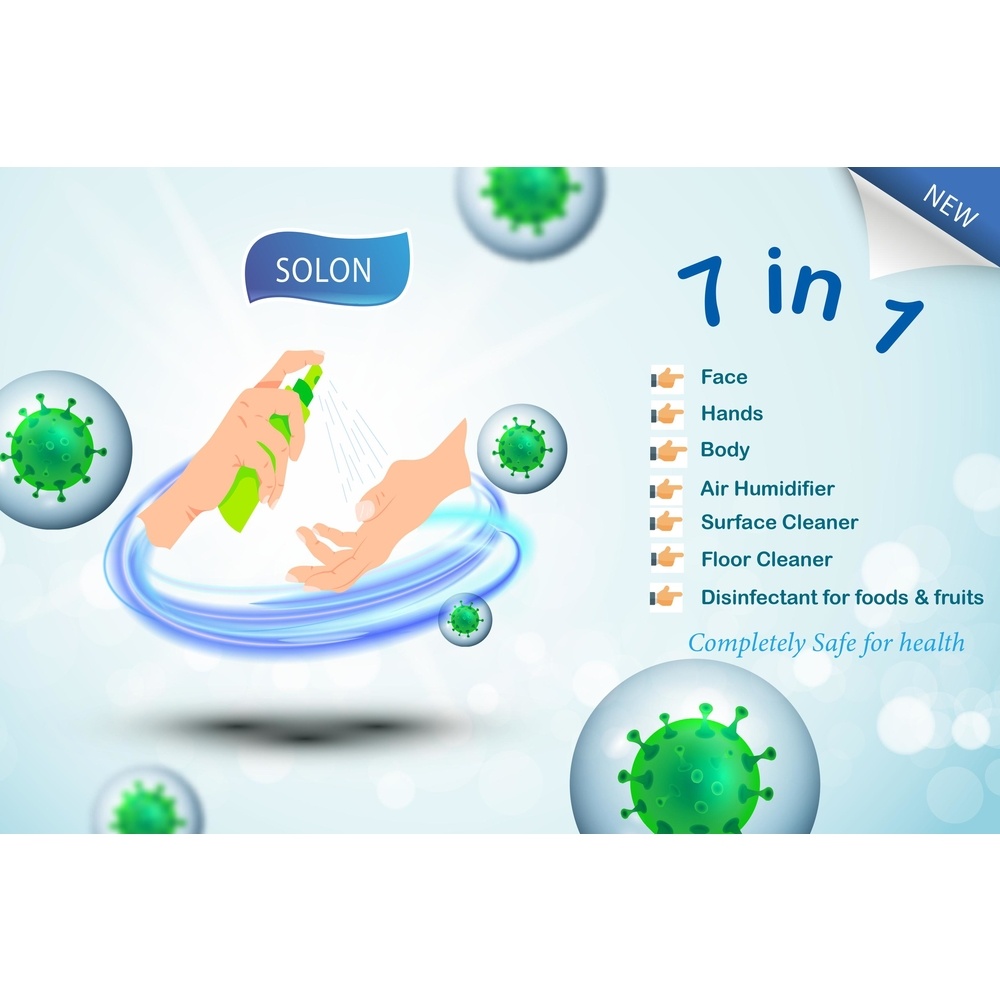 NEW
SOLON
7 in 7
Face
Hands
Body
Air Humidifier
Surface Cleaner
Floor Cleaner
Disinfectant for foods & fruits
Completely Safe for health